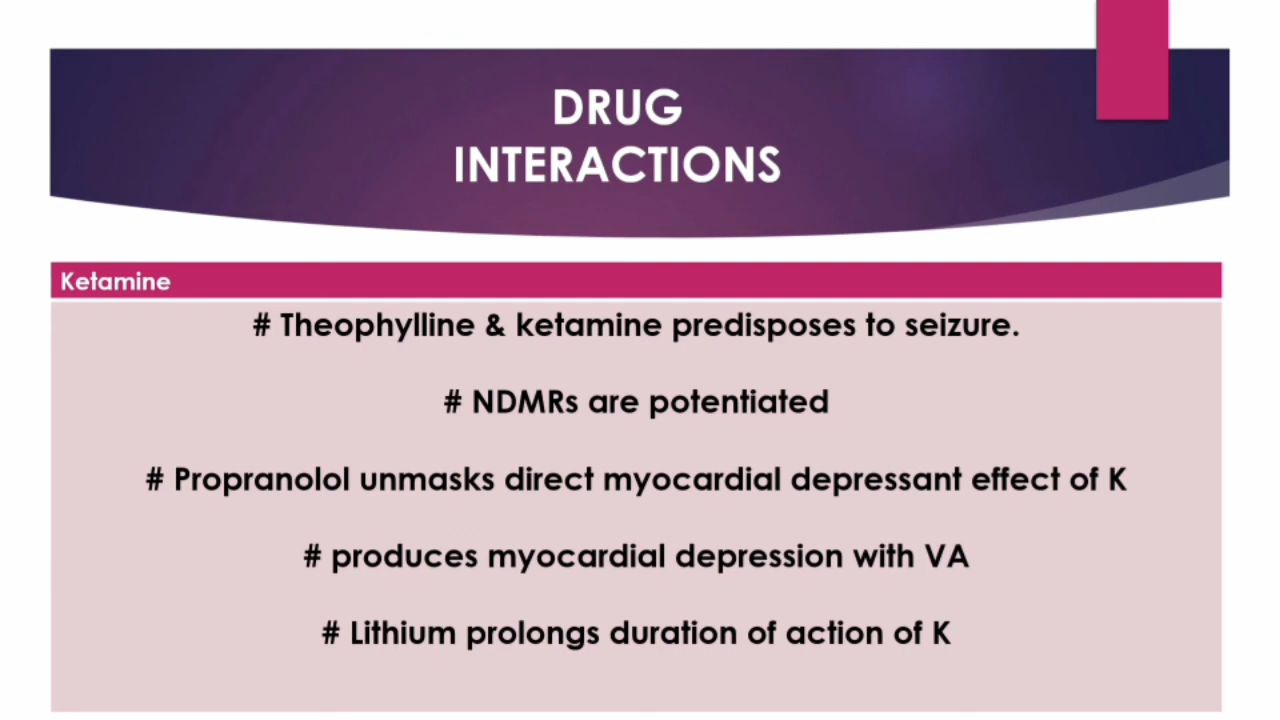 DRUG
INTERACTIONS
Ketamine
# Theophylline & ketamine predisposes to seizure.
# NDMRs are potentiated
# Propranolol unmasks direct myocardial depressant effect of K
# produces myocardial depression with VA
# Lithium prolongs duration of action of K